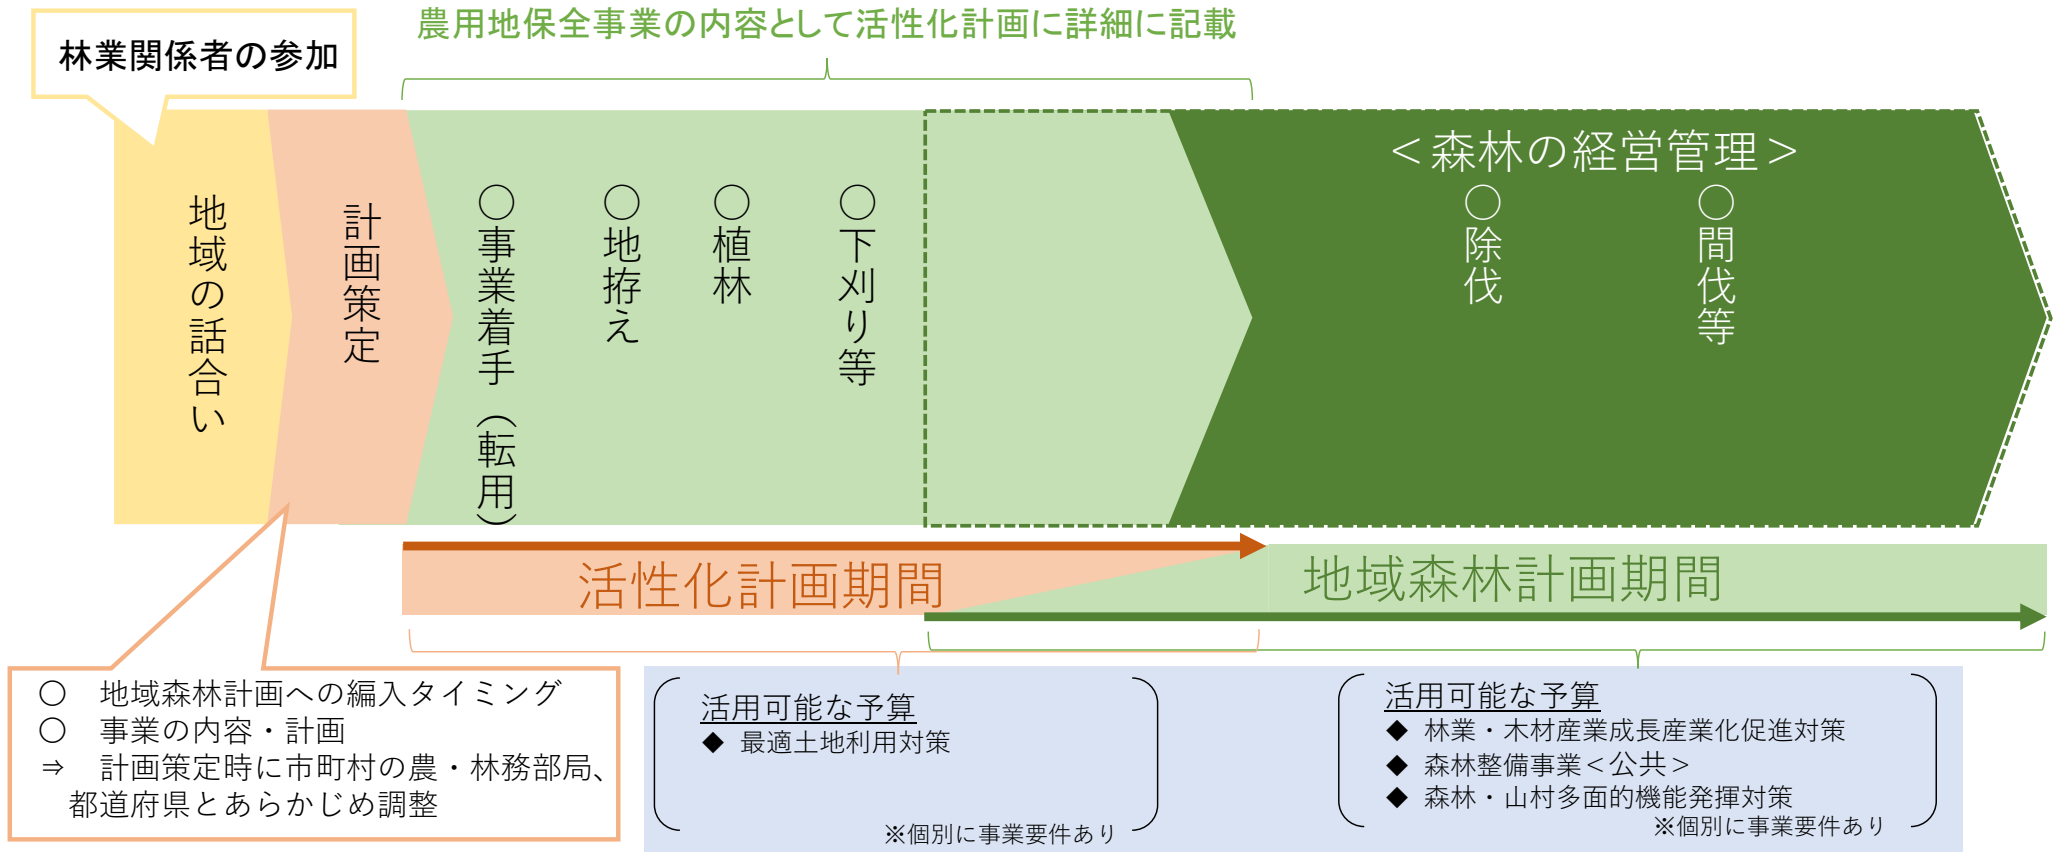 農用地保全事業の内容として活性化計画に詳細に記載
林業関係者の参加
地域の話合い
計画策定
○事業着手（転用）
○地拵え
○植林
○下刈り等
＜森林の経営管理＞
○除伐
○間伐等
活性化計画期間
地域森林計画期間
○　地域森林計画への編入タイミング
○　事業の内容・計画
⇒　計画策定時に市町村の農・林務部局、
都道府県とあらかじめ調整
活用可能な予算
◆ 最適土地利用対策
※個別に事業要件あり
活用可能な予算
◆ 林業・木材産業成長産業化促進対策
◆ 森林整備事業＜公共＞
◆ 森林・山村多面的機能発揮対策
※個別に事業要件あり